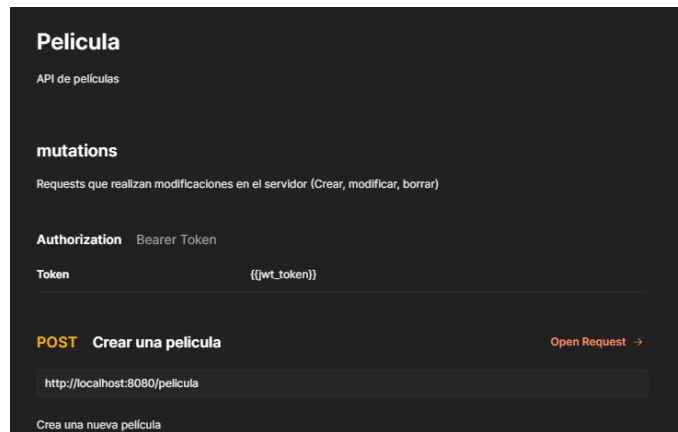 Pelicula
API de películas
mutations
Requests que realizan modificaciones en el servidor (Crear, modificar, borrar)
Authorization Bearer Token
Token {{jwt_token}}
POST Crear una pelicula Open Request →
http://localhost:8080/pelicula
Crea una nueva película